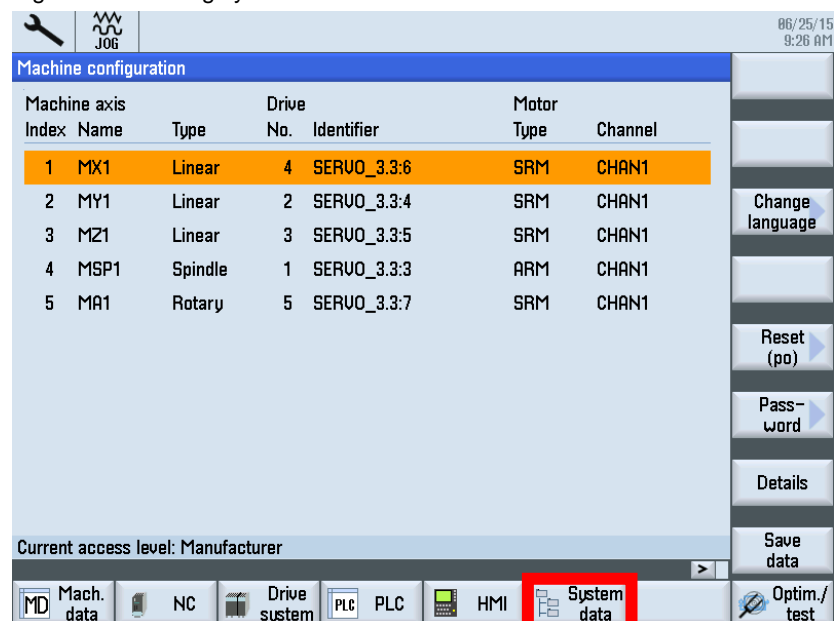 JOG
06/25/15
9:26 AM
Machine configuration
Machine axis Drive Motor
Index Name Type No. Identifier Type Channel
1 MX1 Linear 4 SERVO_3.3:6 SRM CHAN1
2 MY1 Linear 2 SERVO_3.3:4 SRM CHAN1
3 MZ1 Linear 3 SERVO_3.3:5 SRM CHAN1
4 MSP1 Spindle 1 SERVO_3.3:3 ARM CHAN1
5 MA1 Rotary 5 SERVO_3.3:7 SRM CHAN1
Change
language
Reset
(po)
Pass-
word
Details
Save
data
Current access level: Manufacturer
>
MD Mach.
data
NC
Drive
system
PLC PLC
HMI
System
data
Optim./
test